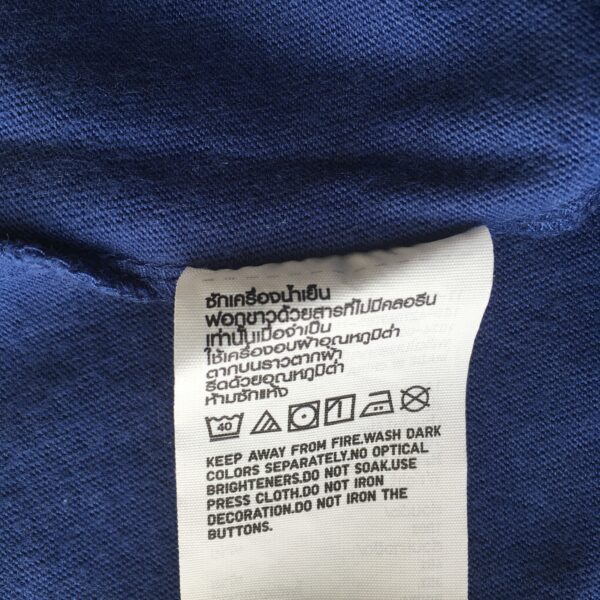 ซักเครื่องน้ำเย็น
ฟอกขาวด้วยสารที่ไม่มีคลอรีน
เท่านั้นเมื่อจำเป็น
ใช้เครื่องอบผ้าอุณหภูมิต่ำ
ตากบนราวตากผ้า
รีดด้วยอุณหภูมิต่ำ
ห้ามซักแห้ง
40
KEEP AWAY FROM FIRE.WASH DARK
COLORS SEPARATELY.NO OPTICAL
BRIGHTENERS.DO NOT SOAK.USE
PRESS CLOTH.DO NOT IRON
DECORATION.DO NOT IRON THE
BUTTONS.